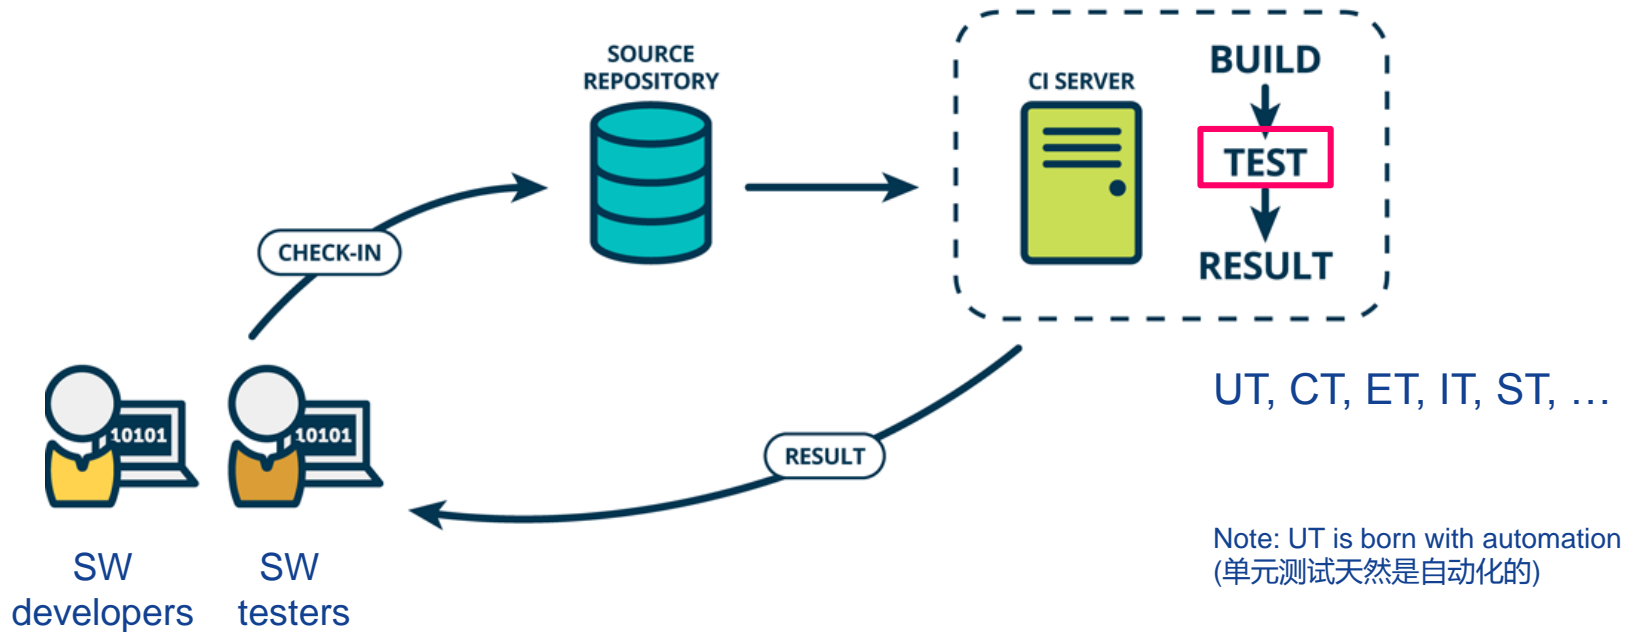 SOURCE
REPOSITORY
CI SERVER
BUILD
TEST
RESULT
CHECK-IN
10101
10101
RESULT
UT, CT, ET, IT, ST, …
SW
developers
SW
testers
Note: UT is born with automation
(单元测试天然是自动化的)